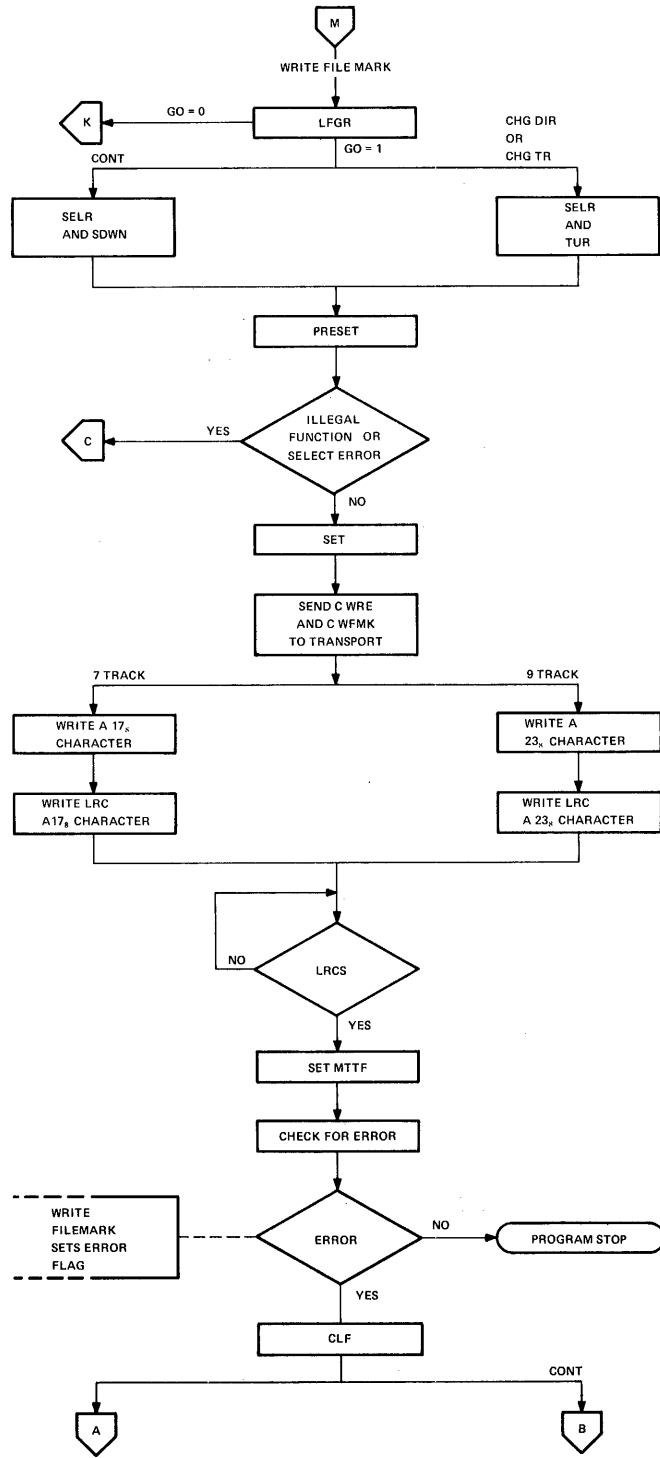 M
WRITE FILE MARK
GO = 0
K
LFGR
CHG DIR
OR
CHG TR
GO = 1
CONT
SELR
AND SDWN
SELR
AND
TUR
PRESET
ILLEGAL
FUNCTION OR
SELECT ERROR
YES
C
NO
SET
SEND C WRE
AND C WFMK
TO TRANSPORT
7 TRACK
9 TRACK
WRITE A 17₈
CHARACTER
WRITE A
23₈ CHARACTER
WRITE LRC
A17₈ CHARACTER
WRITE LRC
A 23₈ CHARACTER
LRCS
NO
YES
SET MTTF
CHECK FOR ERROR
WRITE
FILEMARK
SETS ERROR
FLAG
ERROR
NO
PROGRAM STOP
YES
CLF
CONT
A
B